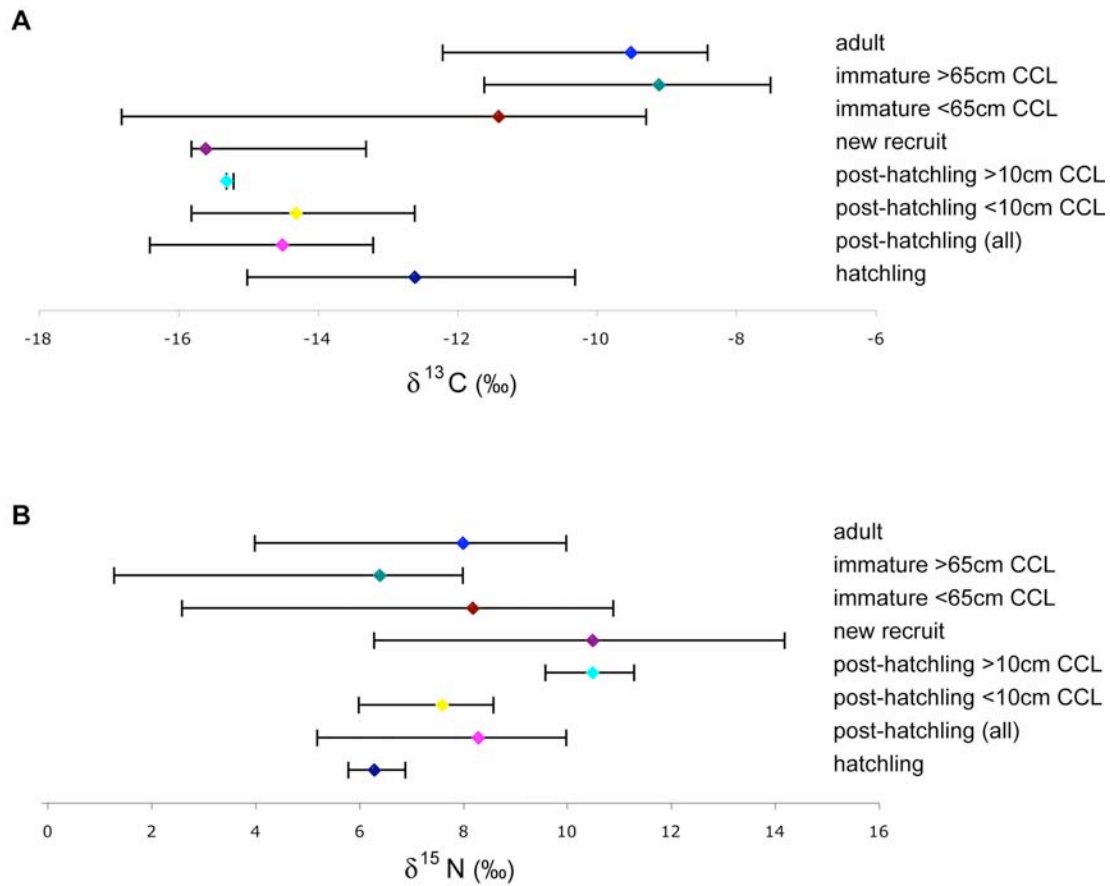 A
adult
immature >65cm CCL
immature <65cm CCL
new recruit
post-hatchling >10cm CCL
post-hatchling <10cm CCL
post-hatchling (all)
hatchling
-18 -16 -14 -12 -10 -8 -6
δ¹³C (‰)
B
adult
immature >65cm CCL
immature <65cm CCL
new recruit
post-hatchling >10cm CCL
post-hatchling <10cm CCL
post-hatchling (all)
hatchling
0 2 4 6 8 10 12 14 16
δ¹⁵N (‰)